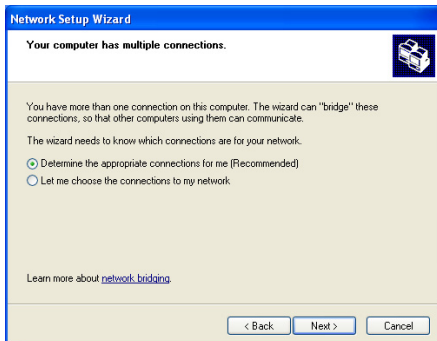 Network Setup Wizard
Your computer has multiple connections.
You have more than one connection on this computer. The wizard can "bridge" these
connections, so that other computers using them can communicate.
The wizard needs to know which connections are for your network.
Determine the appropriate connections for me (Recommended)
Let me choose the connections to my network
Learn more about network bridging.
< Back Next > Cancel